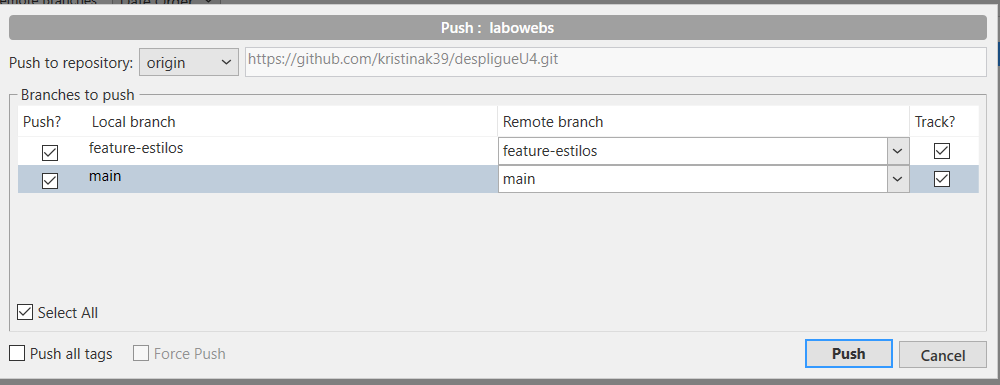 Push : labowebs
Push to repository: origin https://github.com/kristinak39/despligueU4.git
Branches to push
Push? Local branch Remote branch Track?
feature-estilos feature-estilos
main main
Select All
Push all tags Force Push Push Cancel